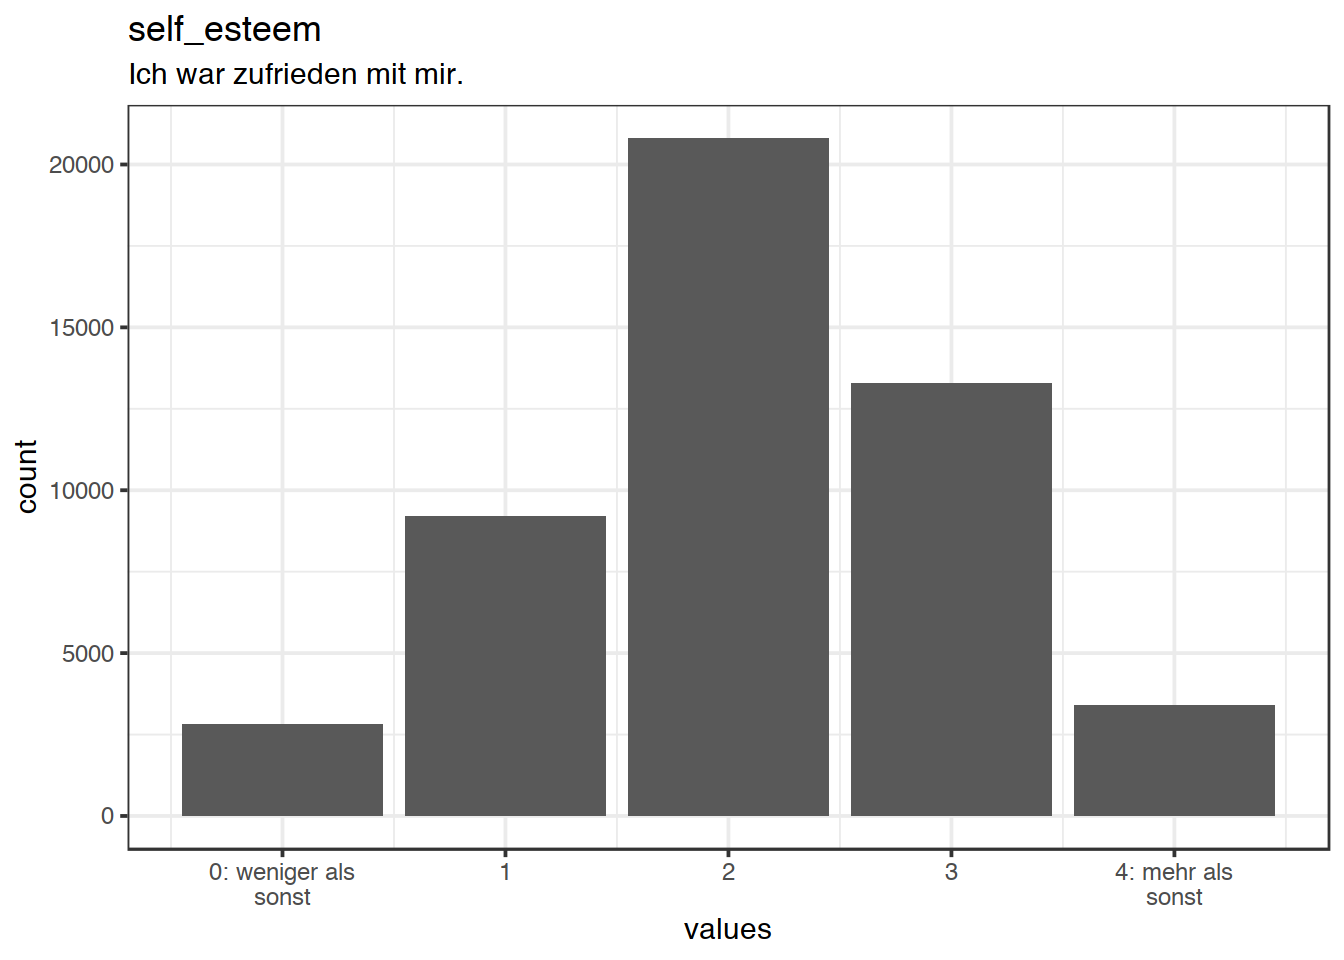 self_esteem
Ich war zufrieden mit mir.
count
20000
15000
10000
5000
0
0: weniger als
sonst
1
2
3
4: mehr als
sonst
values